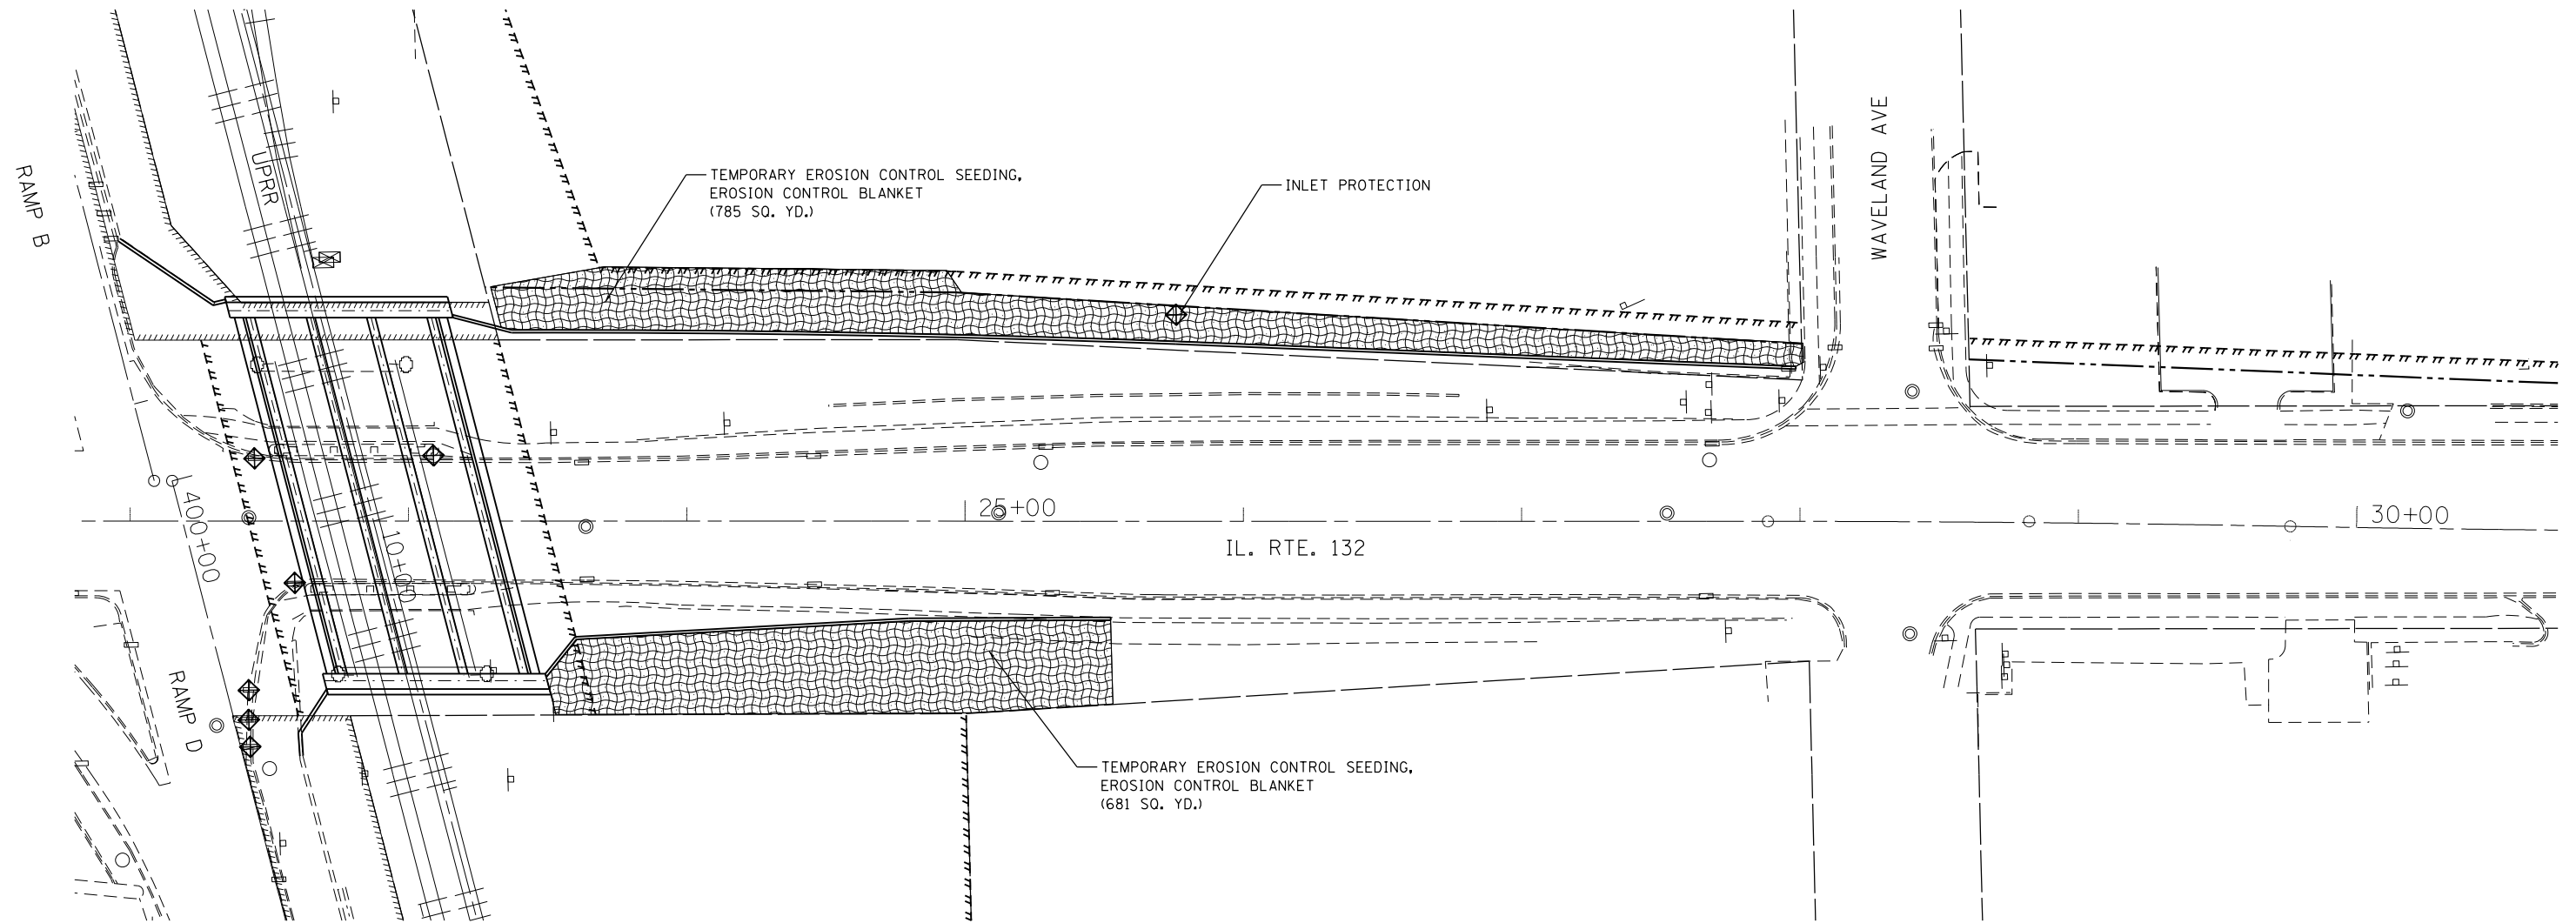 WAVELAND AVE
UPRR
RAMP B
TEMPORARY EROSION CONTROL SEEDING,
EROSION CONTROL BLANKET
(785 SQ. YD.)
INLET PROTECTION
400+00
10+00
25+00
30+00
IL. RTE. 132
RAMP D
TEMPORARY EROSION CONTROL SEEDING,
EROSION CONTROL BLANKET
(681 SQ. YD.)